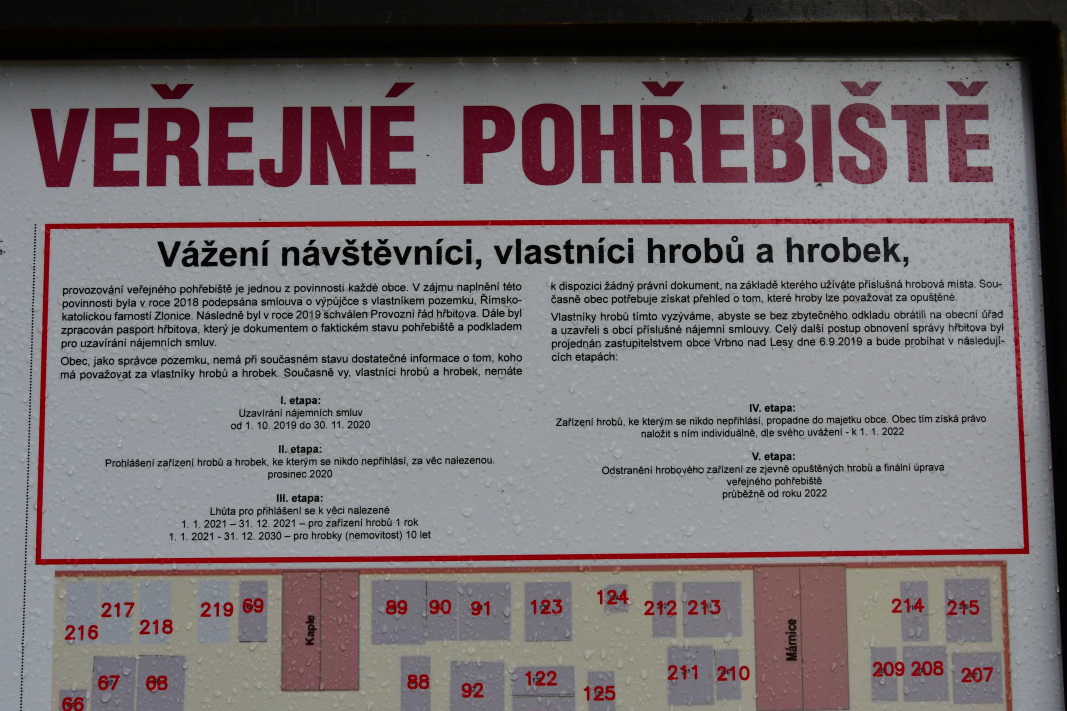 VEŘEJNÉ POHŘEBIŠTĚ
Vážení návštěvníci, vlastníci hrobů a hrobek,
provozování veřejného pohřebiště je jednou z povinností každé obce. V zájmu naplnění této
povinnosti byla v roce 2018 podepsána smlouva o výpůjčce s vlastníkem pozemku, Římsko-
katolickou farností Zlonice. Následně byl v roce 2019 schválen Provozní řád hřbitova. Dále byl
zpracován pasport hřbitova, který je dokumentem o faktickém stavu pohřebiště a podkladem
pro uzavírání nájemních smluv.
Obec, jako správce pozemku, nemá při současném stavu dostatečné informace o tom, koho
má považovat za vlastníky hrobů a hrobek. Současně vy, vlastníci hrobů a hrobek, nemáte
k dispozici žádný právní dokument, na základě kterého užíváte příslušná hrobová místa. Sou-
časně obec potřebuje získat přehled o tom, které hroby lze považovat za opuštěné.
Vlastníky hrobů tímto vyzýváme, abyste se bez zbytečného odkladu obrátili na obecní úřad
a uzavřeli s obcí příslušné nájemní smlouvy. Celý další postup obnovení správy hřbitova byl
projednán zastupitelstvem obce Vrbno nad Lesy dne 6.9.2019 a bude probíhat v následují-
cích etapách:
I. etapa:
Uzavírání nájemních smluv
od 1. 10. 2019 do 30. 11. 2020
II. etapa:
Prohlášení zařízení hrobů a hrobek, ke kterým se nikdo nepřihlásí, za věc nalezenou.
prosinec 2020
III. etapa:
Lhůta pro přihlášení se k věci nalezené
1. 1. 2021 – 31. 12. 2021 – pro zařízení hrobů 1 rok
1. 1. 2021 - 31. 12. 2030 – pro hrobky (nemovitost) 10 let
IV. etapa:
Zařízení hrobů, ke kterým se nikdo nepřihlásí, propadne do majetku obce. Obec tím získá právo
naložit s ním individuálně, dle svého uvážení - k 1. 1. 2022
V. etapa:
Odstranění hrobového zařízení ze zjevně opuštěných hrobů a finální úprava
veřejného pohřebiště
průběžně od roku 2022
216 217 218 219 69 Kaple 89 90 91 123 124 212 213 Márnice 214 215
66 67 68 88 92 122 125 211 210 209 208 207